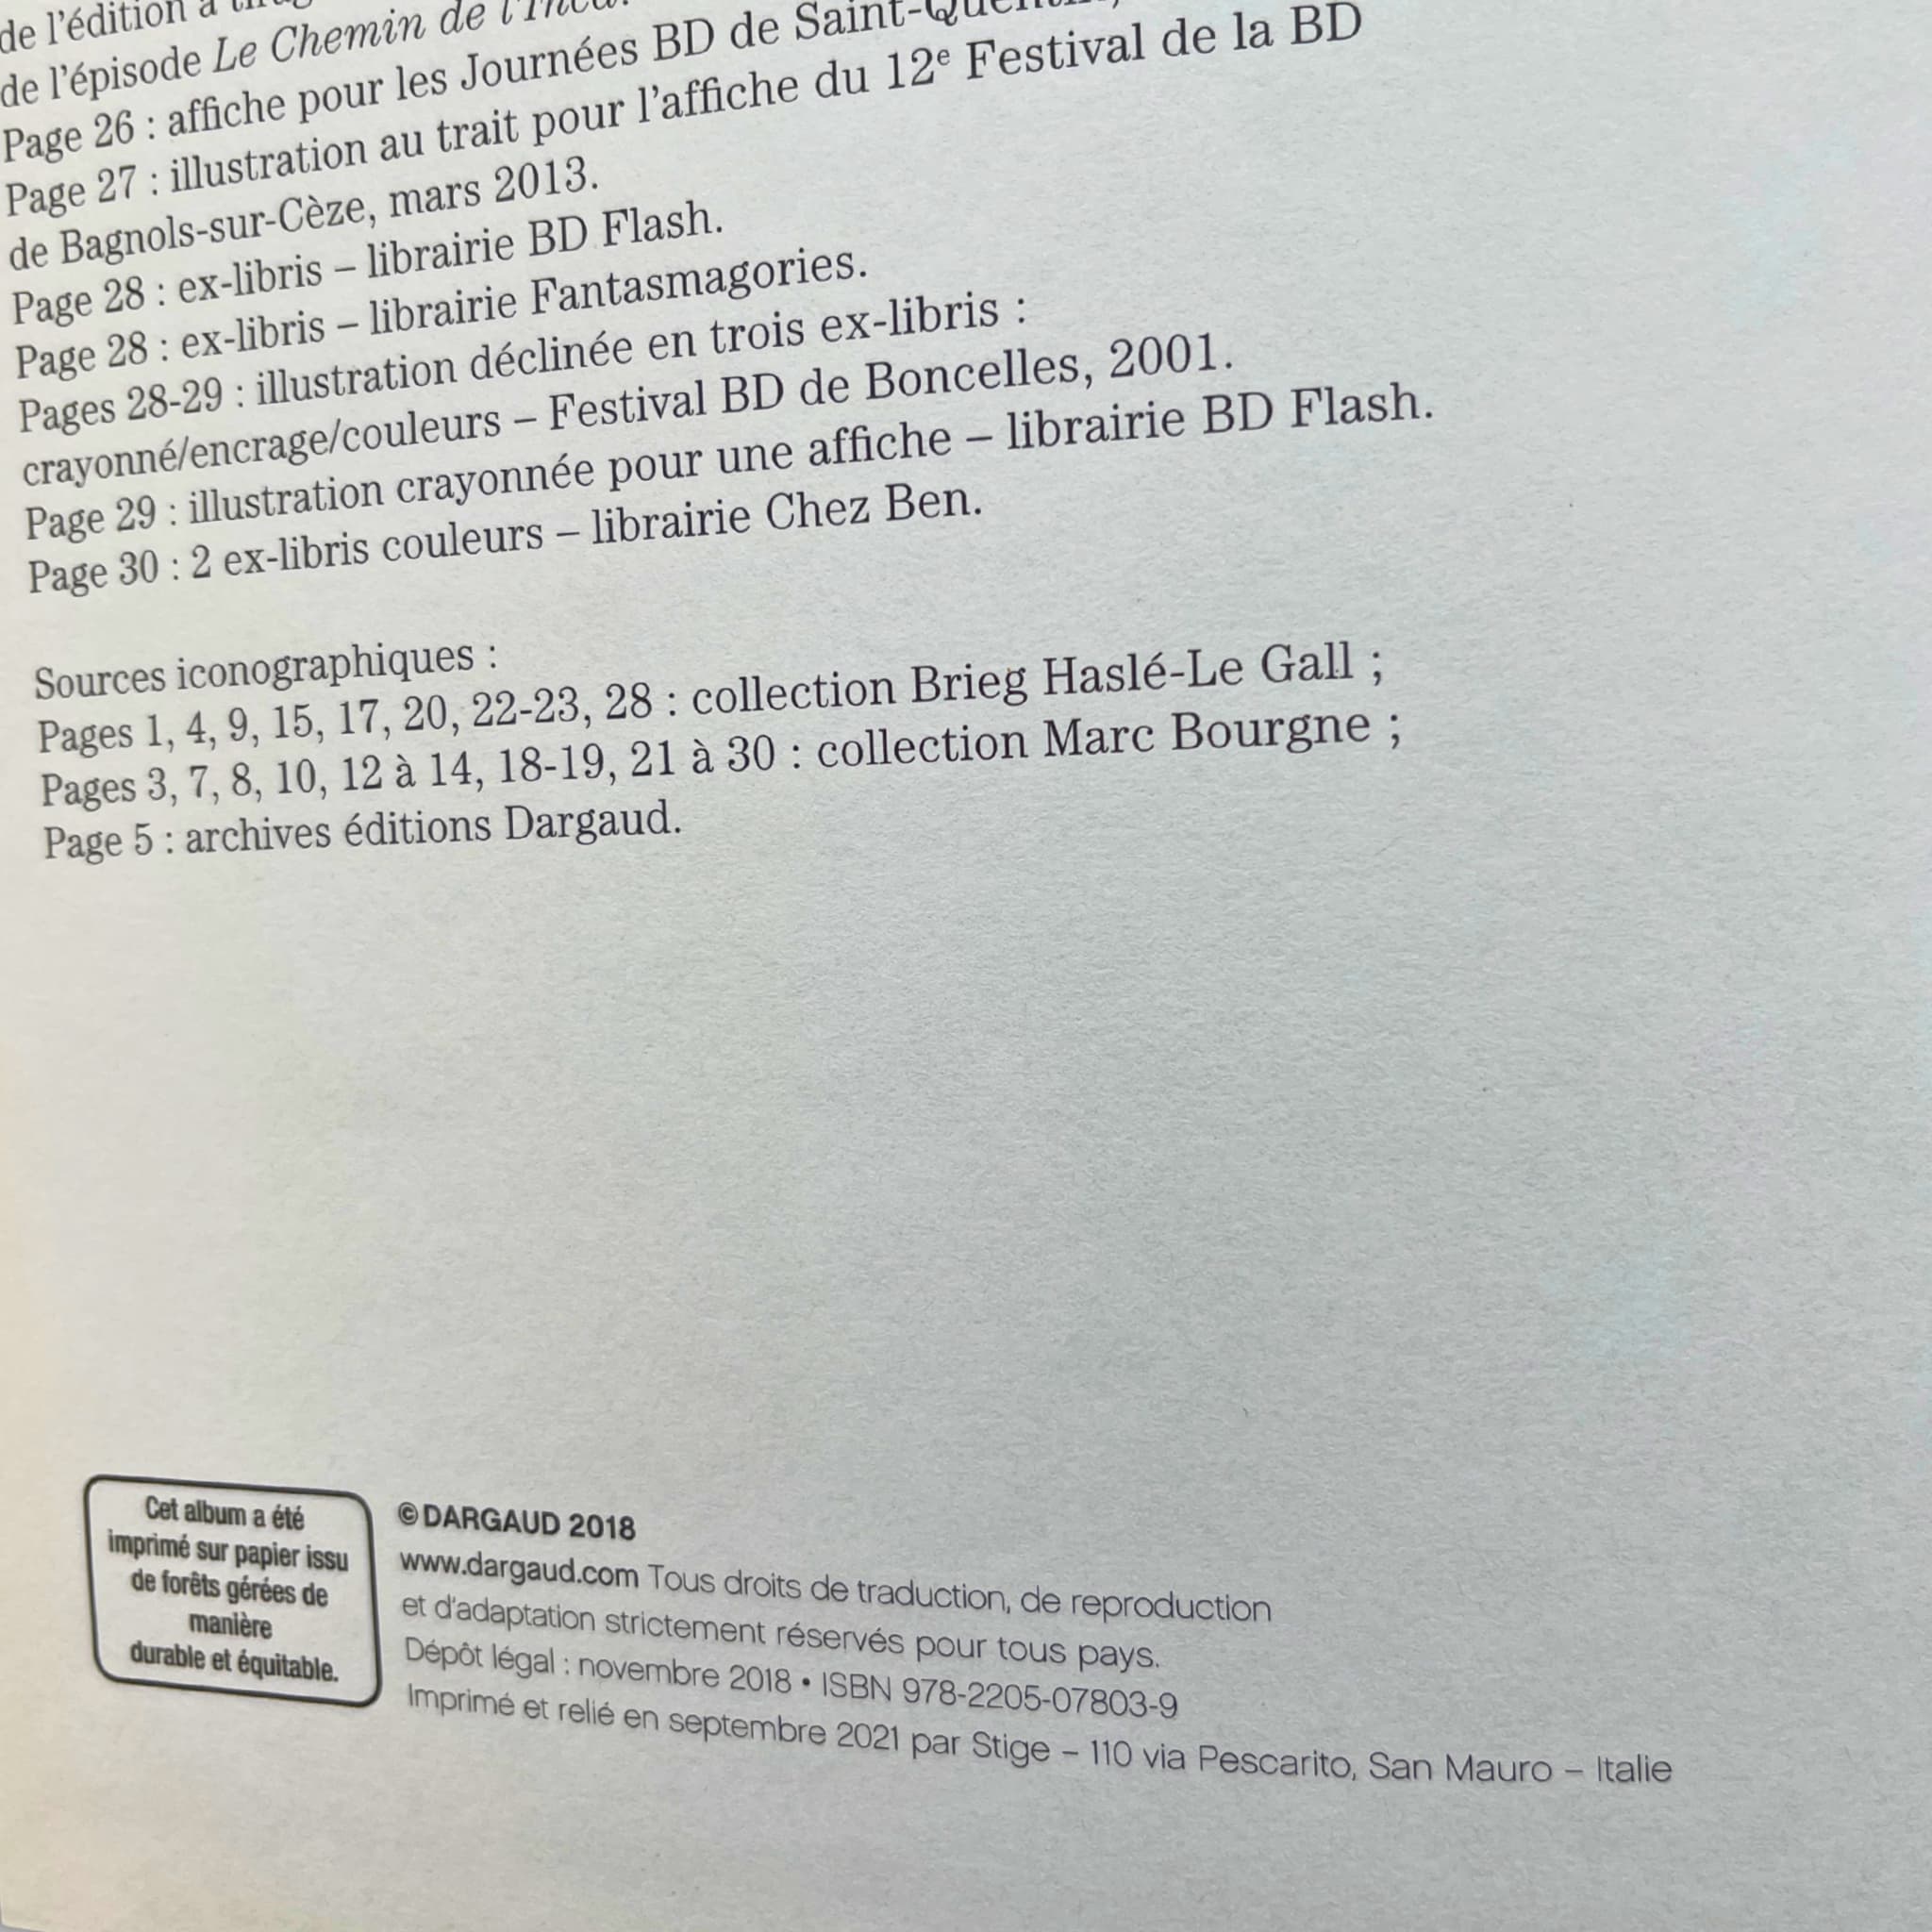 de l'édition à
de l'épisode Le Chemin de l'Inca.
Page 26 : affiche pour les Journées BD de Saint-Quentin,
Page 27 : illustration au trait pour l'affiche du 12e Festival de la BD
de Bagnols-sur-Cèze, mars 2013.
Page 28 : ex-libris – librairie BD Flash.
Page 28 : ex-libris – librairie Fantasmagories.
Pages 28-29 : illustration déclinée en trois ex-libris :
crayonné/encrage/couleurs – Festival BD de Boncelles, 2001.
Page 29 : illustration crayonnée pour une affiche – librairie BD Flash.
Page 30 : 2 ex-libris couleurs – librairie Chez Ben.
Sources iconographiques :
Pages 1, 4, 9, 15, 17, 20, 22-23, 28 : collection Brieg Haslé-Le Gall ;
Pages 3, 7, 8, 10, 12 à 14, 18-19, 21 à 30 : collection Marc Bourgne ;
Page 5 : archives éditions Dargaud.
Cet album a été
imprimé sur papier issu
de forêts gérées de
manière
durable et équitable.
© DARGAUD 2018
www.dargaud.com Tous droits de traduction, de reproduction
et d'adaptation strictement réservés pour tous pays.
Dépôt légal : novembre 2018 • ISBN 978-2205-07803-9
Imprimé et relié en septembre 2021 par Stige – 110 via Pescarito, San Mauro – Italie